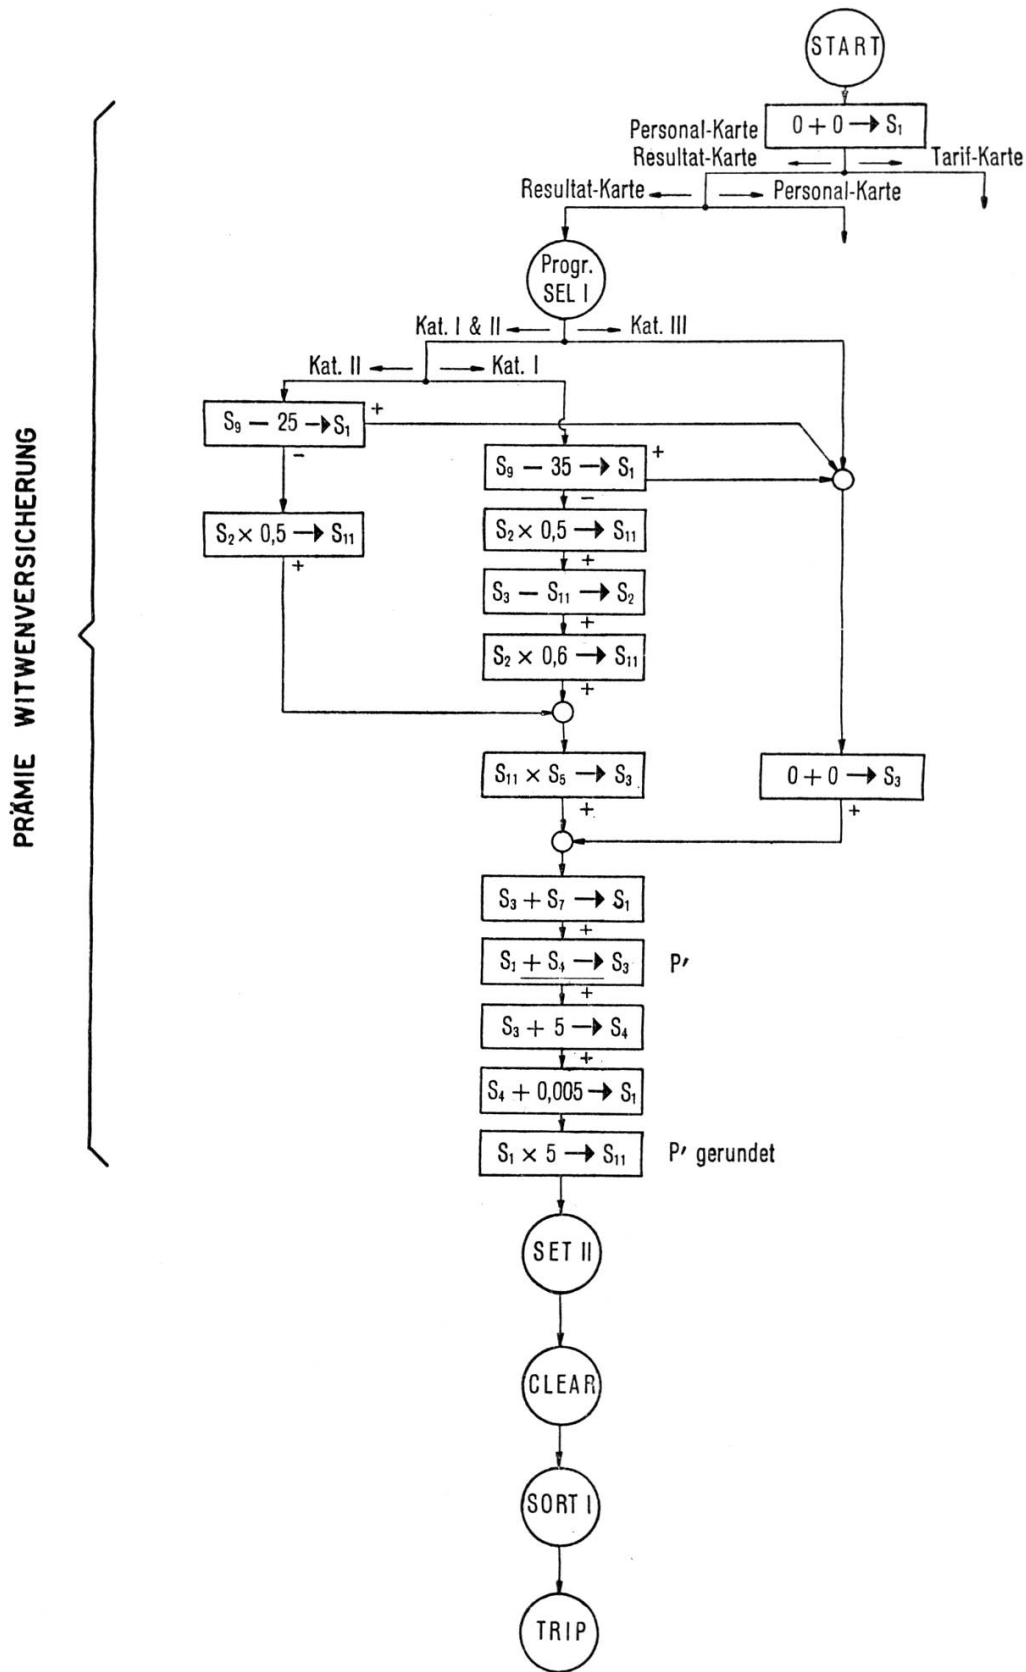 START
0 + 0 → S₁
Personal-Karte
Resultat-Karte ← → Tarif-Karte
Resultat-Karte ← → Personal-Karte
Progr.
SEL I
Kat. I & II ← → Kat. III
Kat. II ← → Kat. I
S₉ − 25 → S₁
+
−
S₉ − 35 → S₁
+
−
S₂ × 0,5 → S₁₁
+
S₂ × 0,5 → S₁₁
+
S₃ − S₁₁ → S₂
+
S₂ × 0,6 → S₁₁
+
S₁₁ × S₅ → S₃
+
0 + 0 → S₃
+
S₃ + S₇ → S₁
+
S₁ + S₄ → S₃
P′
+
S₃ + 5 → S₄
+
S₄ + 0,005 → S₁
S₁ × 5 → S₁₁
P′ gerundet
SET II
CLEAR
SORT I
TRIP
PRÄMIE WITWENVERSICHERUNG